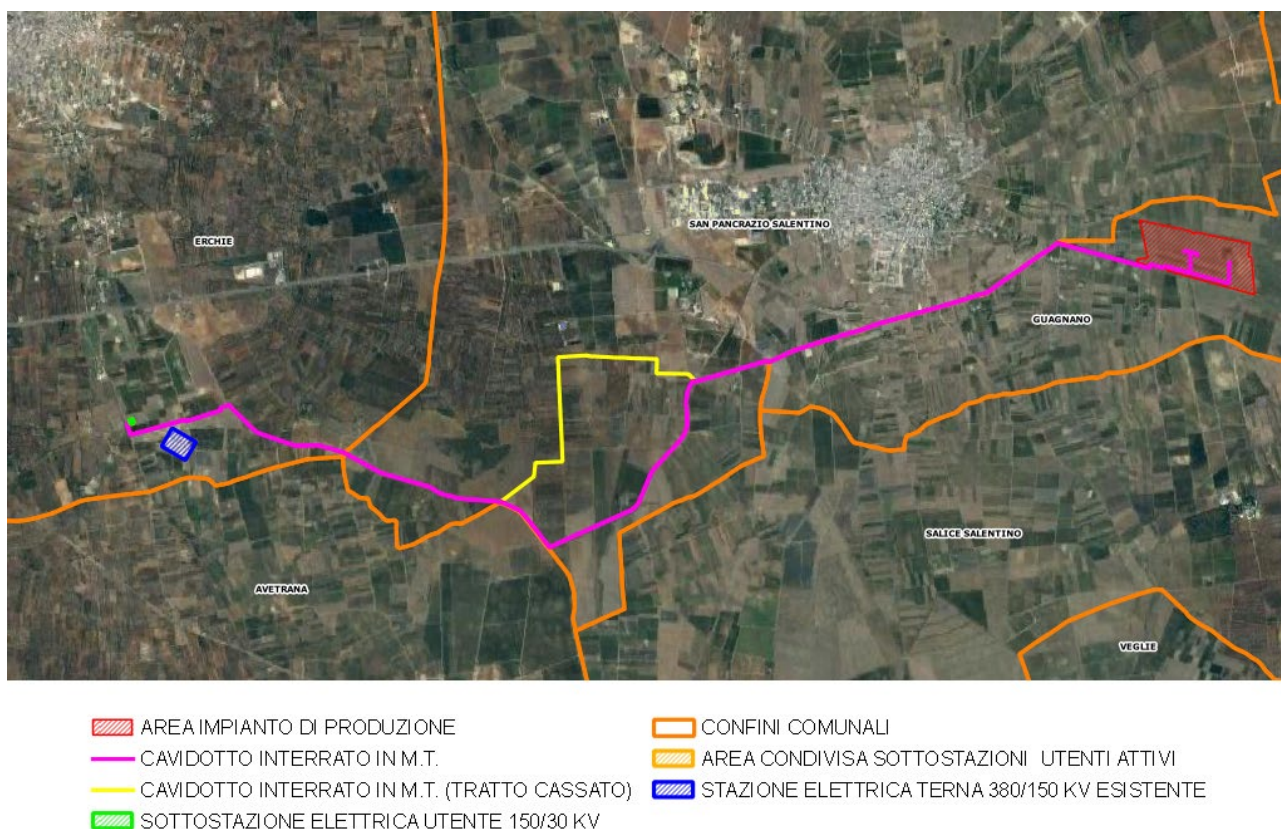 SAN PANCRAZIO SALENTINO
ERCHIE
GUAGNANO
SALICE SALENTINO
AVETRANA
VEGLIE
AREA IMPIANTO DI PRODUZIONE
CAVIDOTTO INTERRATO IN M.T.
CAVIDOTTO INTERRATO IN M.T. (TRATTO CASSATO)
SOTTOSTAZIONE ELETTRICA UTENTE 150/30 KV
CONFINI COMUNALI
AREA CONDIVISA SOTTOSTAZIONI UTENTI ATTIVI
STAZIONE ELETTRICA TERNA 380/150 KV ESISTENTE